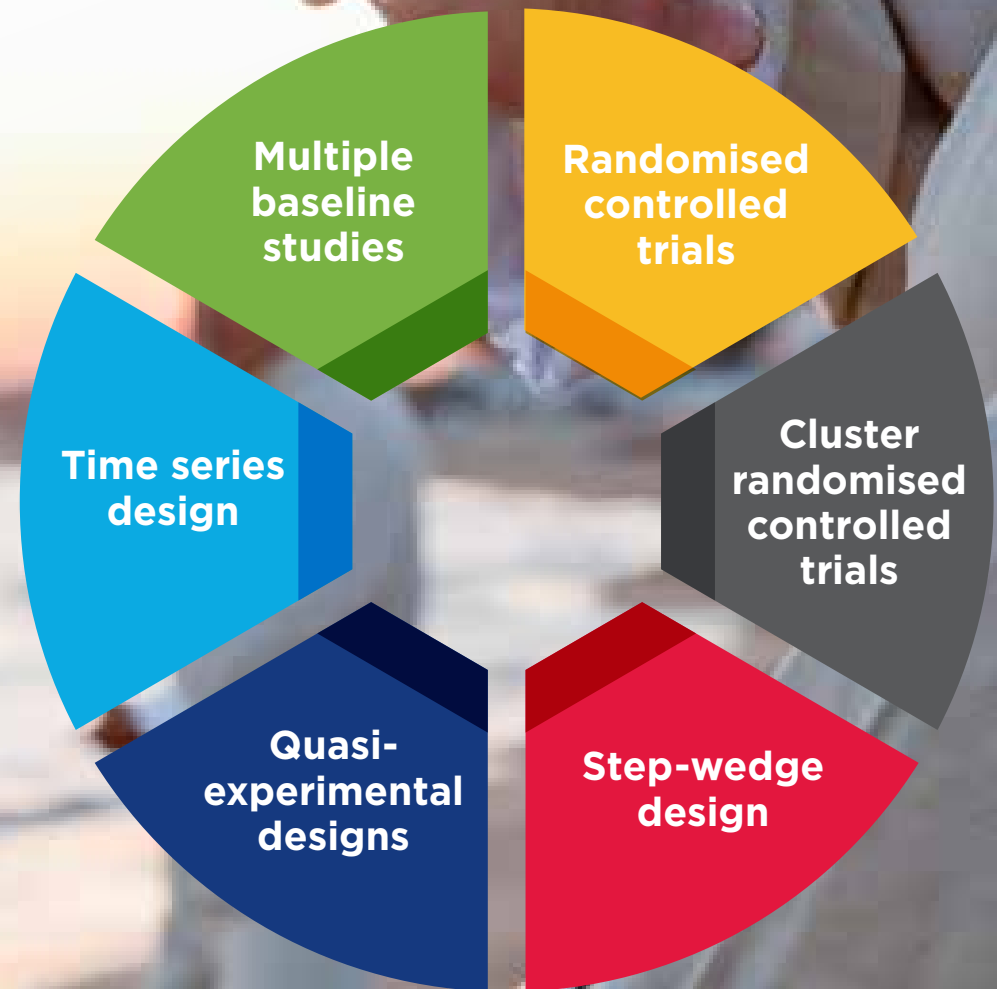 Multiple
baseline
studies
Randomised
controlled
trials
Cluster
randomised
controlled
trials
Step-wedge
design
Quasi-
experimental
designs
Time series
design